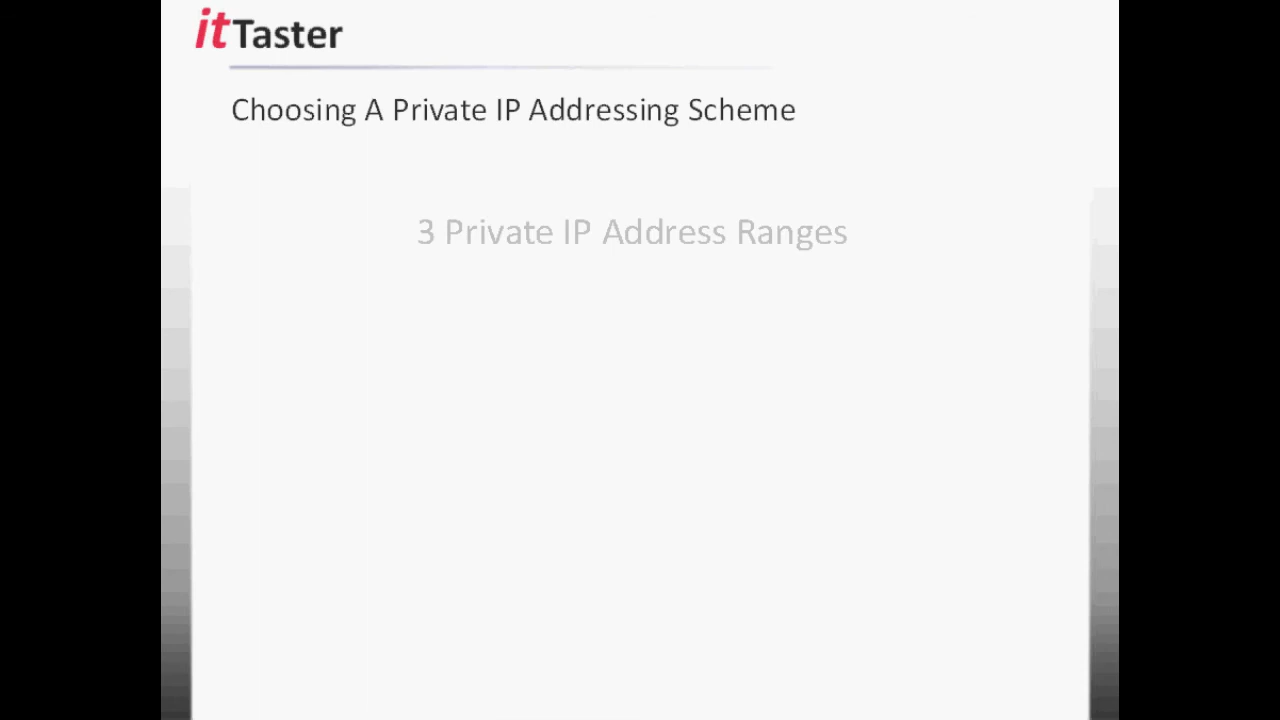 itTaster
Choosing A Private IP Addressing Scheme
3 Private IP Address Ranges